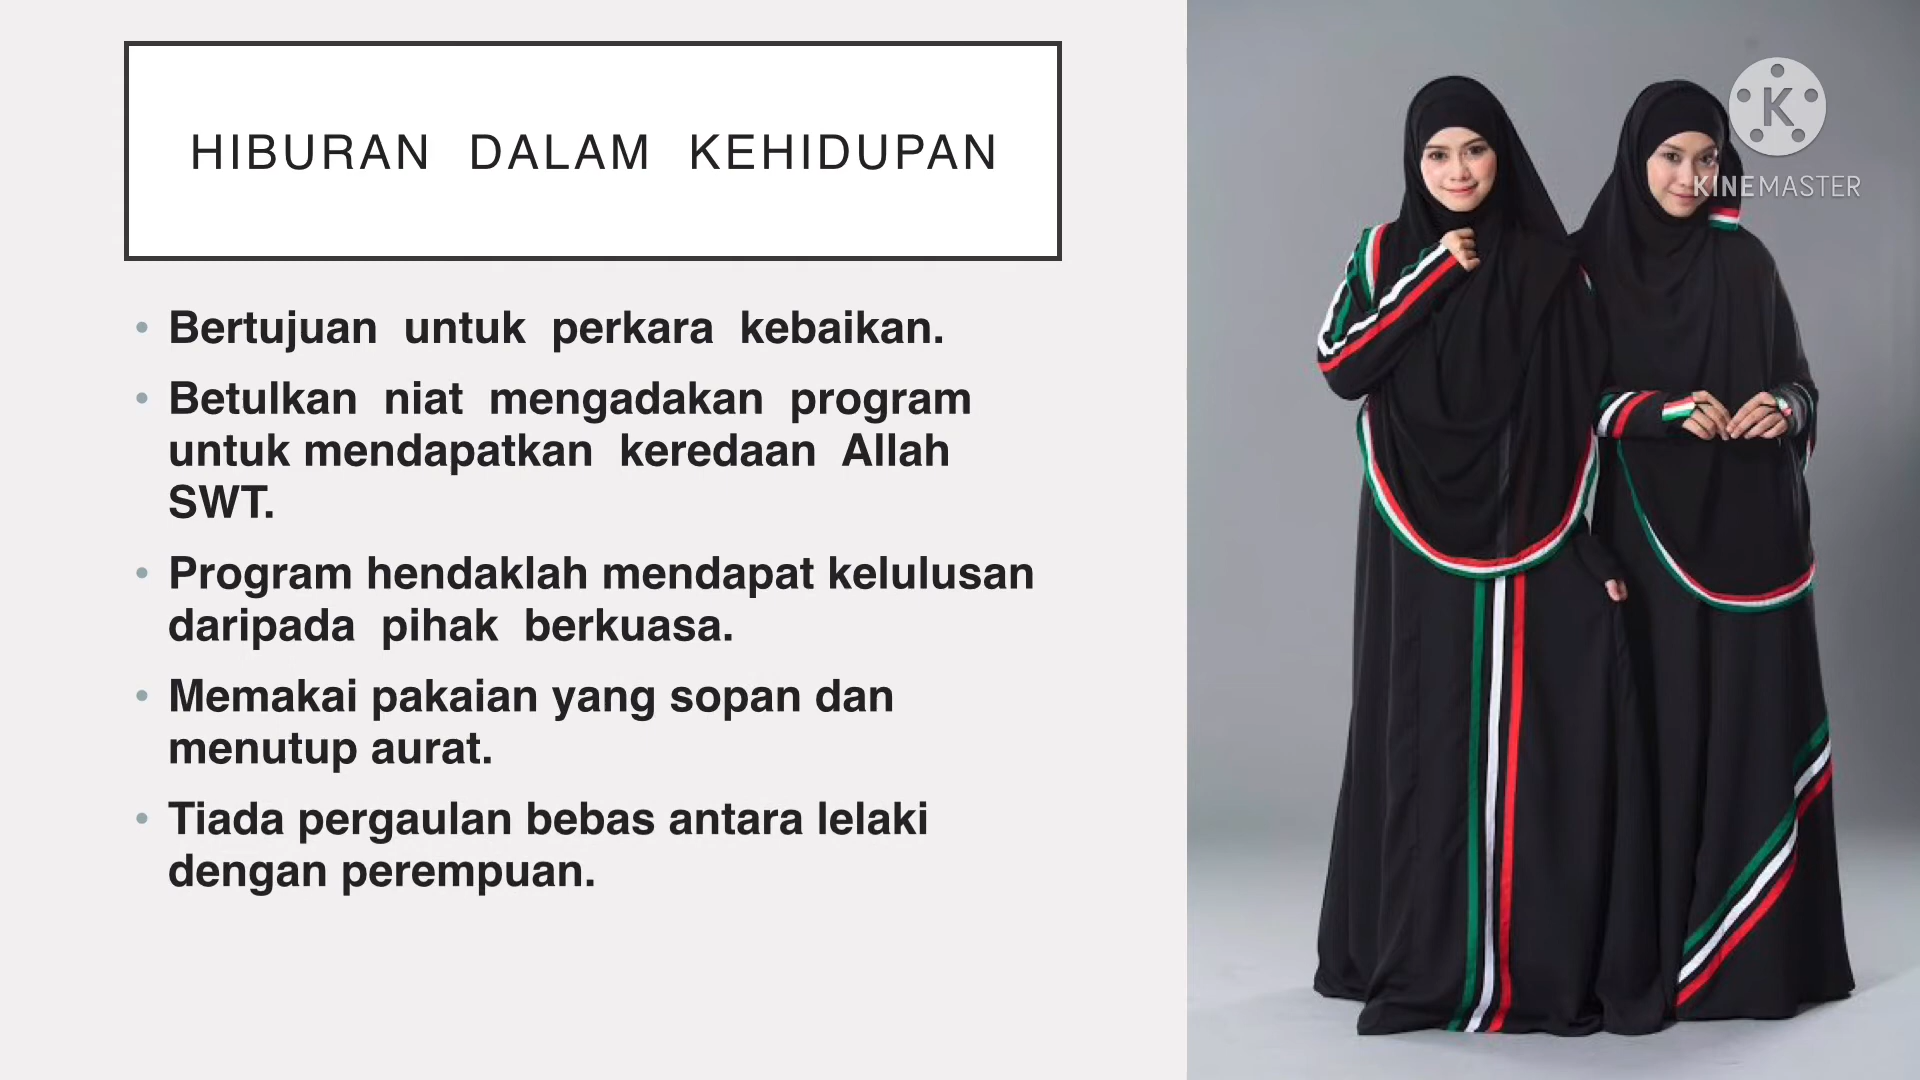 HIBURAN DALAM KEHIDUPAN
• Bertujuan untuk perkara kebaikan.
• Betulkan niat mengadakan program
untuk mendapatkan keredaan Allah
SWT.
• Program hendaklah mendapat kelulusan
daripada pihak berkuasa.
• Memakai pakaian yang sopan dan
menutup aurat.
• Tiada pergaulan bebas antara lelaki
dengan perempuan.
K
KINEMASTER